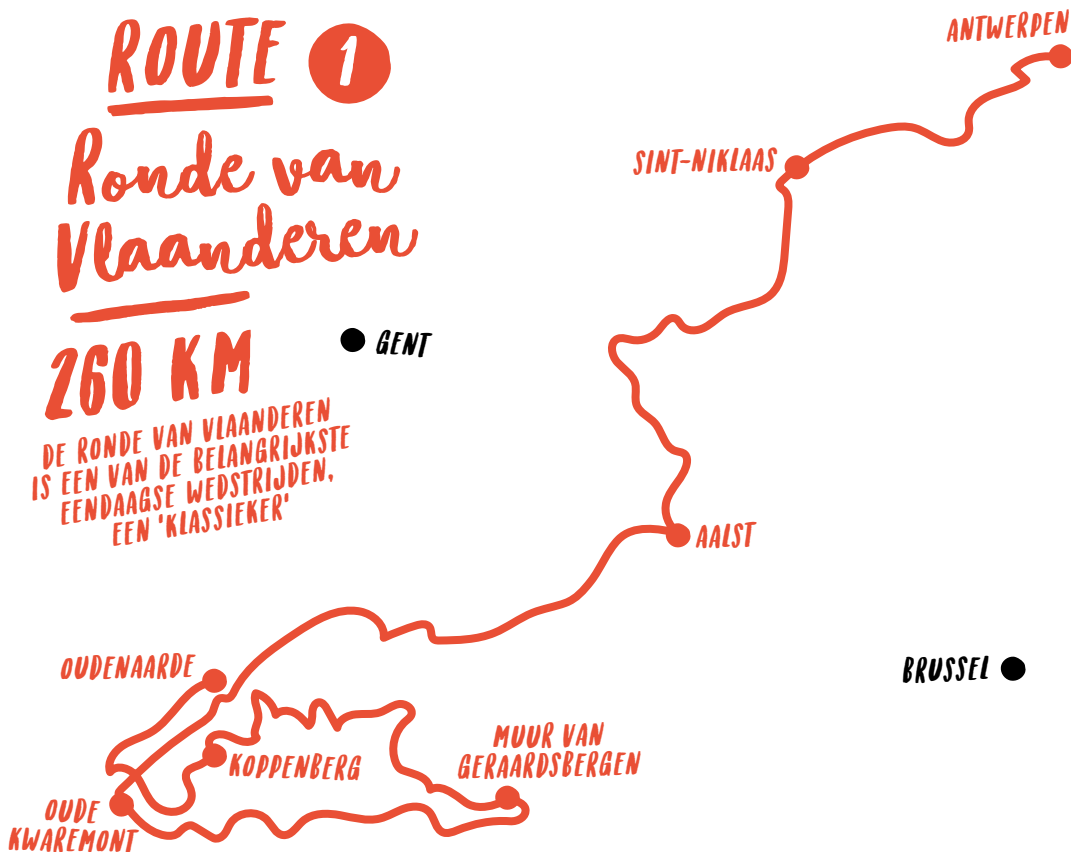 ROUTE 1
Ronde van
Vlaanderen
260 KM
DE RONDE VAN VLAANDEREN
IS EEN VAN DE BELANGRIJKSTE
EENDAAGSE WEDSTRIJDEN,
EEN 'KLASSIEKER'
ANTWERPEN
SINT-NIKLAAS
GENT
AALST
BRUSSEL
OUDENAARDE
KOPPENBERG
MUUR VAN
GERAARDSBERGEN
OUDE
KWAREMONT